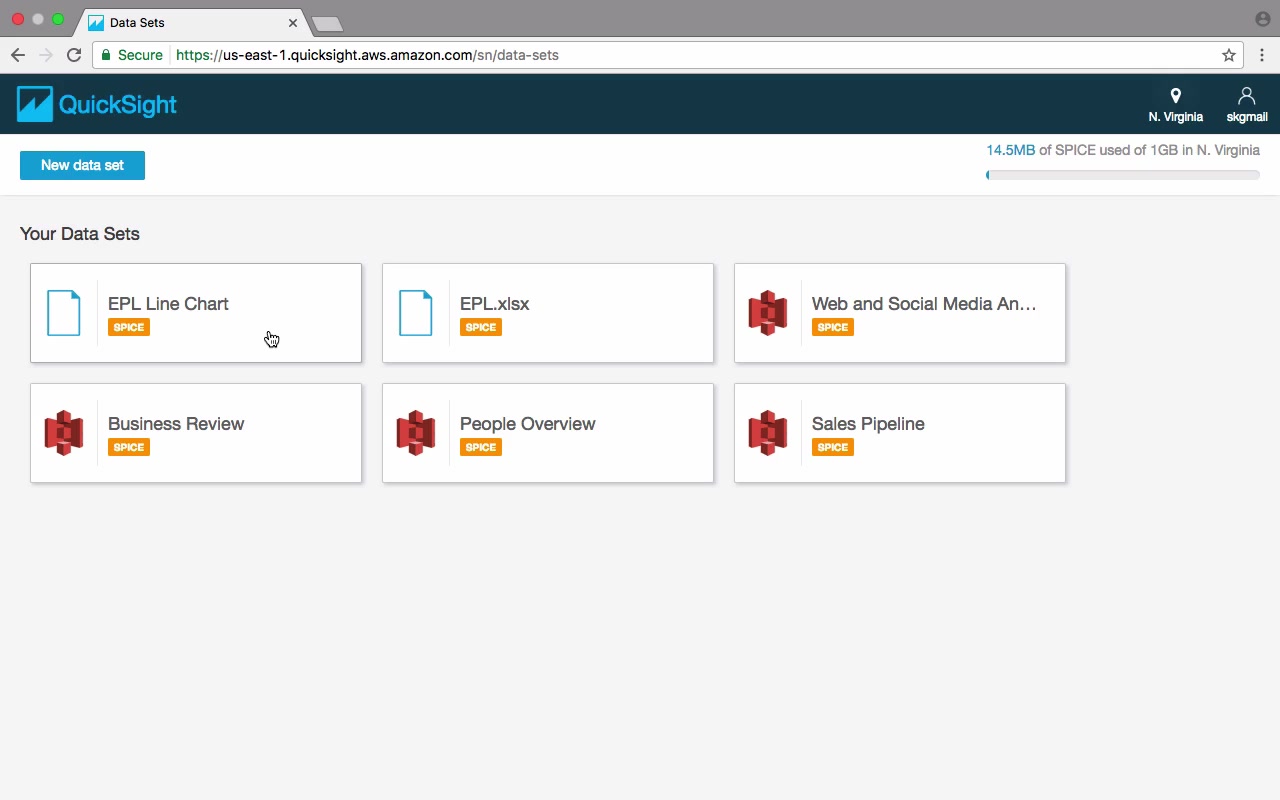 Data Sets
Secure https://us-east-1.quicksight.aws.amazon.com/sn/data-sets
QuickSight
N. Virginia
skgmail
New data set
14.5MB of SPICE used of 1GB in N. Virginia
Your Data Sets
EPL Line Chart
SPICE
EPL.xlsx
SPICE
Web and Social Media An...
SPICE
Business Review
SPICE
People Overview
SPICE
Sales Pipeline
SPICE